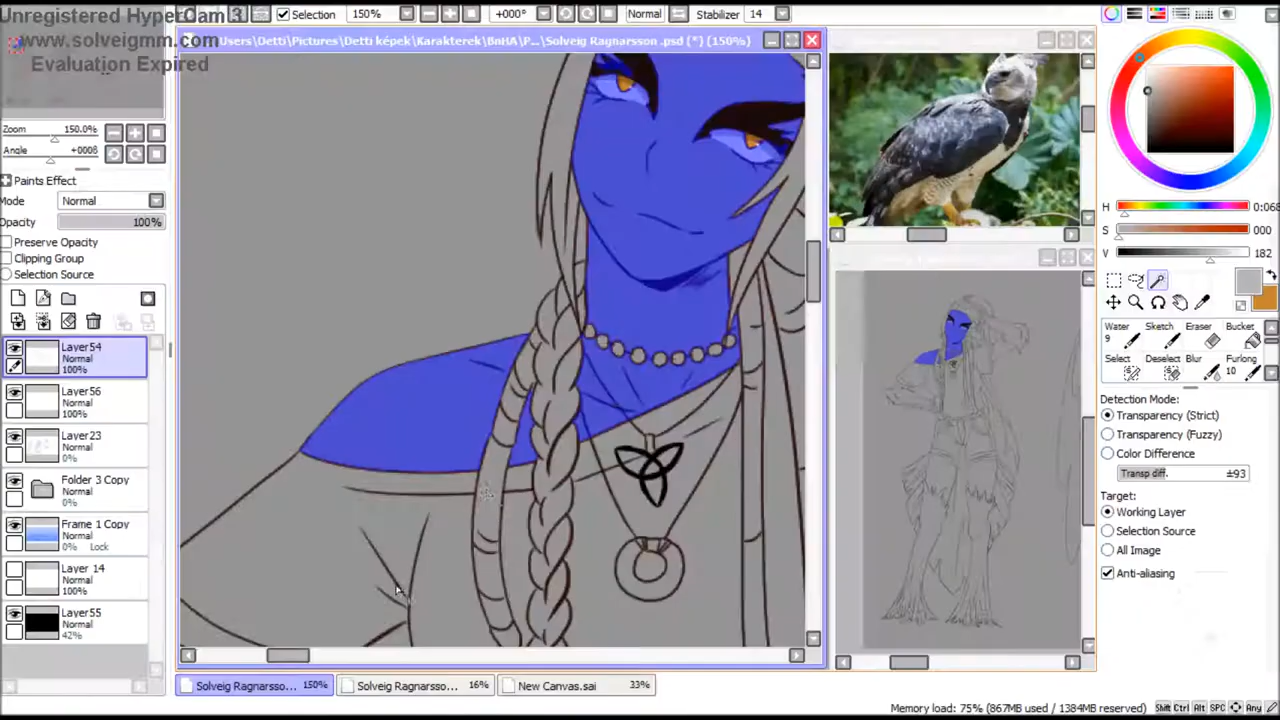 Unregistered HyperCam 3
www.solveigmm.com
Evaluation Expired
Selection
150%
+000°
Normal
Stabilizer
14
Users\Oetti\Pictures\Detti képek\Karakterek\BnHA\P...\Solveig Ragnarsson .psd (*) (150%)
Zoom
150.0%
Angle
+000θ
Paints Effect
Mode
Normal
Opacity
100%
Preserve Opacity
Clipping Group
Selection Source
Layer54
Normal
100%
Layer56
Normal
100%
Layer23
Normal
0%
Folder 3 Copy
Normal
0%
Frame 1 Copy
Normal
0% Lock
Layer 14
Normal
100%
Layer55
Normal
42%
H
0:068
S
000
V
182
Water
9
Sketch
Eraser
Bucket
Select
Deselect
Blur
Furlong
10
Detection Mode:
Transparency (Strict)
Transparency (Fuzzy)
Color Difference
Transp diff.
±93
Target:
Working Layer
Selection Source
All Image
Anti-aliasing
Solveig Ragnarsso...
150%
Solveig Ragnarsso...
16%
New Canvas.sai
33%
Memory load: 75% (867MB used / 1384MB reserved)
Shift Ctrl Alt SPC Any